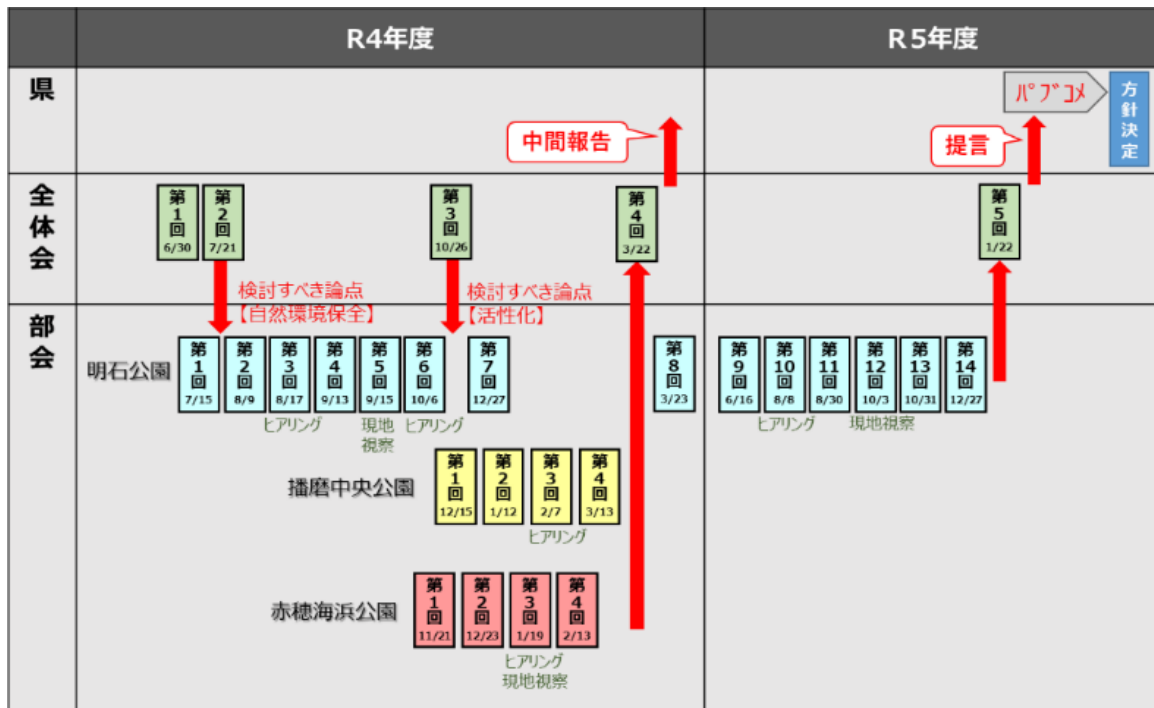 R4年度
R5年度
県
パブコメ
方針決定
中間報告
提言
全体会
第1回
6/30
第2回
7/21
第3回
10/26
第4回
3/22
第5回
1/22
検討すべき論点
【自然環境保全】
検討すべき論点
【活性化】
部会
明石公園
第1回
7/15
第2回
8/9
第3回
8/17
第4回
9/13
第5回
9/15
第6回
10/6
第7回
12/27
第8回
3/23
第9回
6/16
第10回
8/8
第11回
8/30
第12回
10/3
第13回
10/31
第14回
12/27
ヒアリング
現地
視察
ヒアリング
ヒアリング
現地視察
播磨中央公園
第1回
12/15
第2回
1/12
第3回
2/7
第4回
3/13
ヒアリング
赤穂海浜公園
第1回
11/21
第2回
12/23
第3回
1/19
第4回
2/13
ヒアリング
現地視察